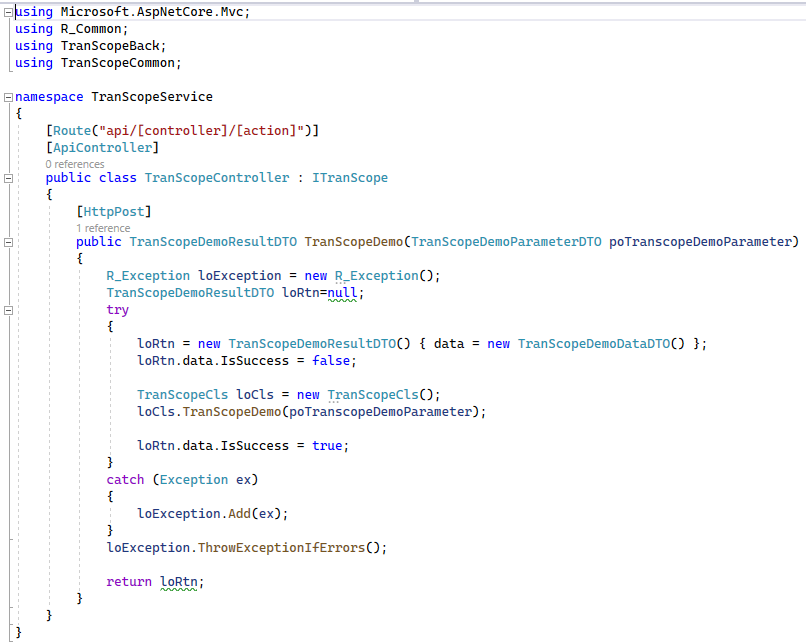 using Microsoft.AspNetCore.Mvc;
using R_Common;
using TranScopeBack;
using TranScopeCommon;

namespace TranScopeService
{
    [Route("api/[controller]/[action]")]
    [ApiController]
    0 references
    public class TranScopeController : ITranScope
    {
        [HttpPost]
        1 reference
        public TranScopeDemoResultDTO TranScopeDemo(TranScopeDemoParameterDTO poTranscopeDemoParameter)
        {
            R_Exception loException = new R_Exception();
            TranScopeDemoResultDTO loRtn=null;
            try
            {
                loRtn = new TranScopeDemoResultDTO() { data = new TranScopeDemoDataDTO() };
                loRtn.data.IsSuccess = false;

                TranScopeCls loCls = new TranScopeCls();
                loCls.TranScopeDemo(poTranscopeDemoParameter);

                loRtn.data.IsSuccess = true;
            }
            catch (Exception ex)
            {
                loException.Add(ex);
            }
            loException.ThrowExceptionIfErrors();

            return loRtn;
        }
    }
}